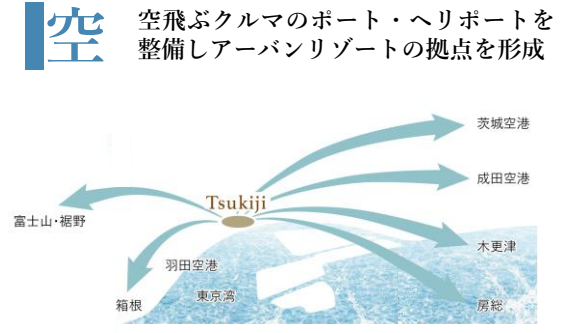 空
空飛ぶクルマのポート・ヘリポートを
整備しアーバンリゾートの拠点を形成
茨城空港
成田空港
Tsukiji
富士山・裾野
木更津
羽田空港
東京湾
箱根
房総